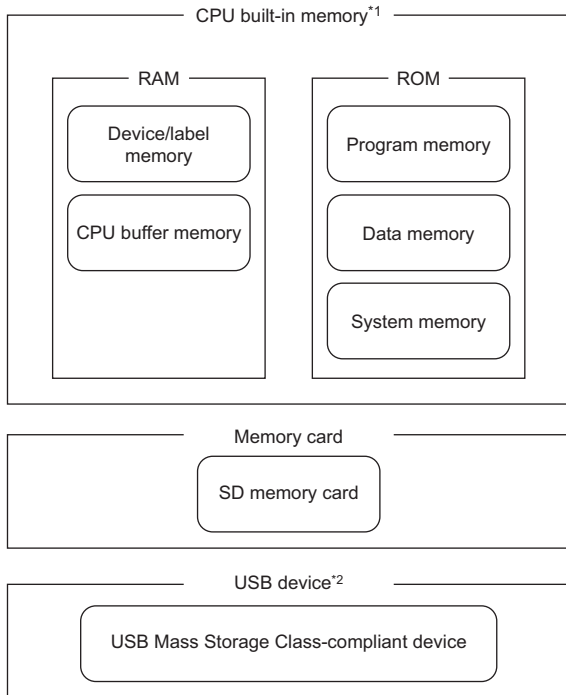 CPU built-in memory*1
RAM
Device/label
memory
CPU buffer memory
ROM
Program memory
Data memory
System memory
Memory card
SD memory card
USB device*2
USB Mass Storage Class-compliant device